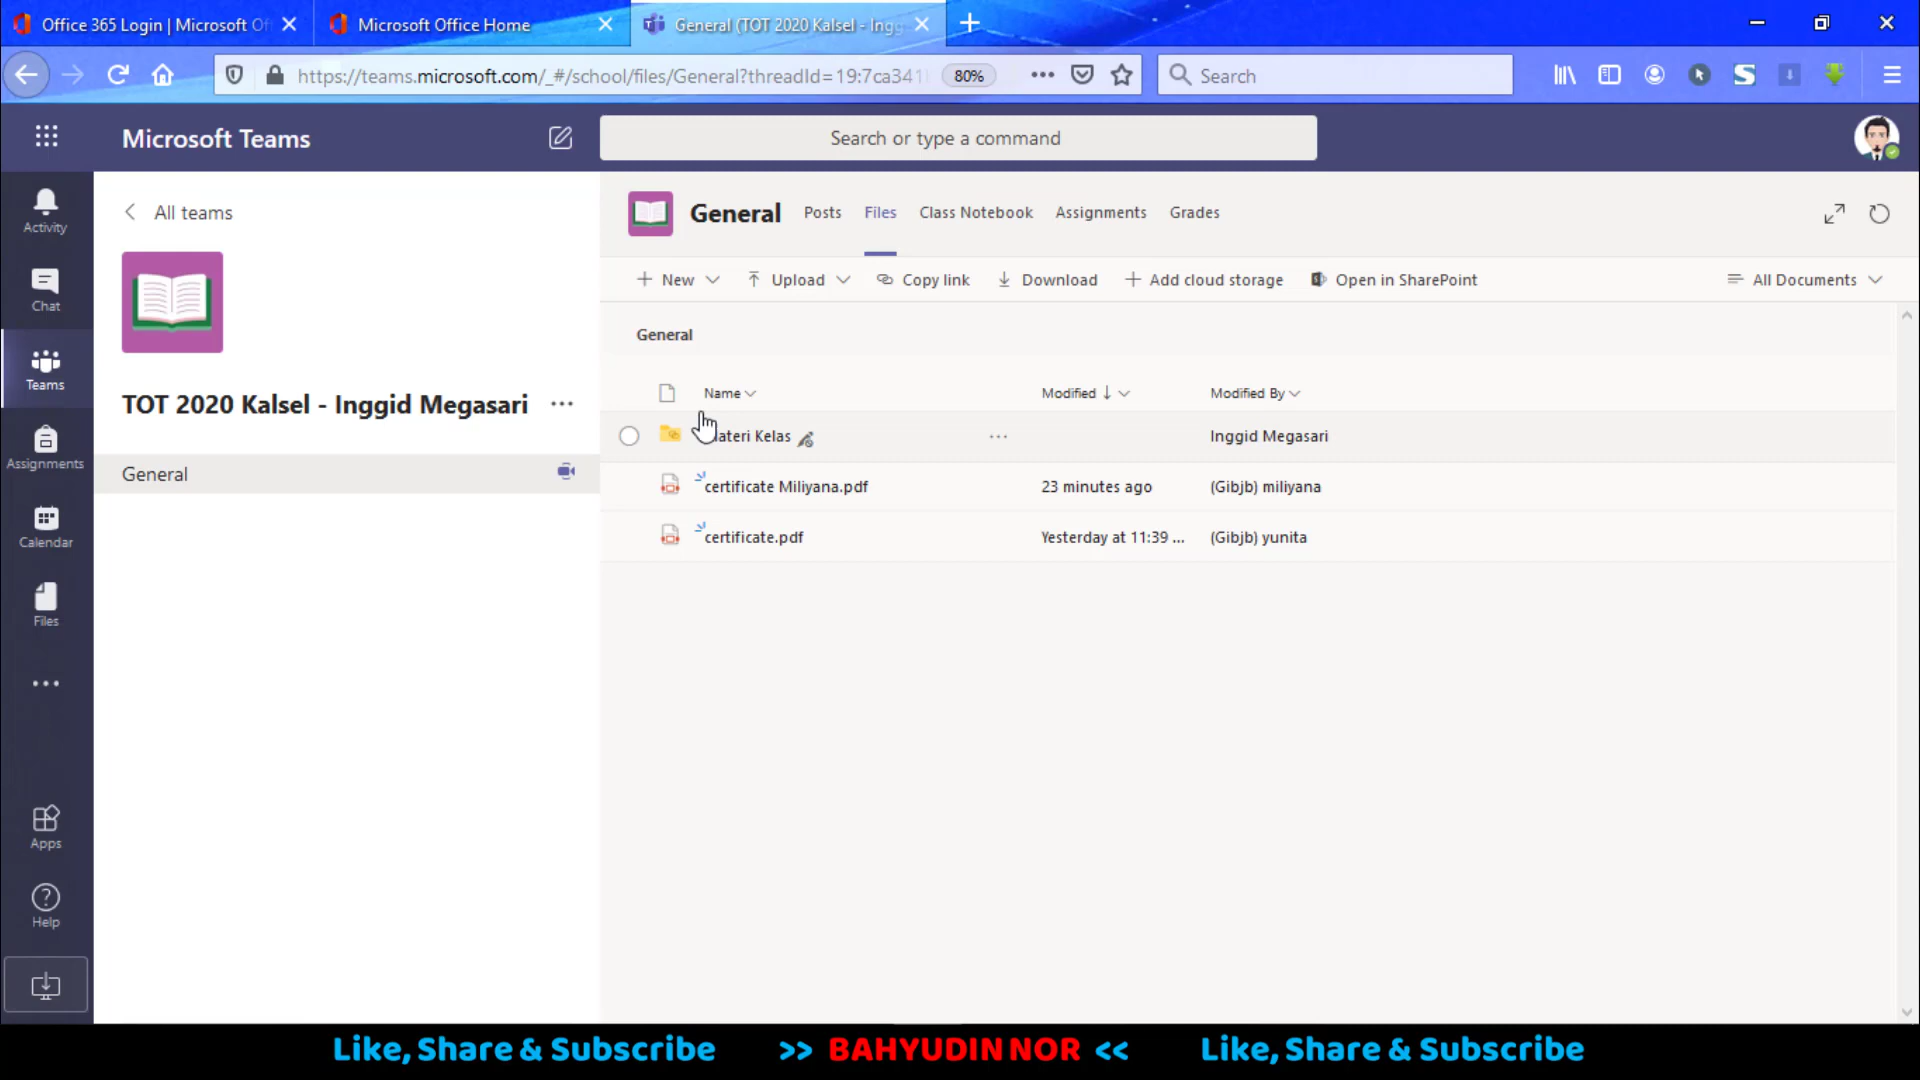 Office 365 Login | Microsoft Of
Microsoft Office Home
General (TOT 2020 Kalsel - Ingg
https://teams.microsoft.com/_#/school/files/General?threadId=19:7ca341
80%
Search
Microsoft Teams
Search or type a command
Activity
Chat
Teams
Assignments
Calendar
Files
Apps
Help
All teams
TOT 2020 Kalsel - Inggid Megasari
General
General
Posts
Files
Class Notebook
Assignments
Grades
New
Upload
Copy link
Download
Add cloud storage
Open in SharePoint
All Documents
General
Name
Modified
Modified By
ateri Kelas
Inggid Megasari
certificate Miliyana.pdf
23 minutes ago
(Gibjb) miliyana
certificate.pdf
Yesterday at 11:39 ...
(Gibjb) yunita
Like, Share & Subscribe >> BAHYUDIN NOR << Like, Share & Subscribe